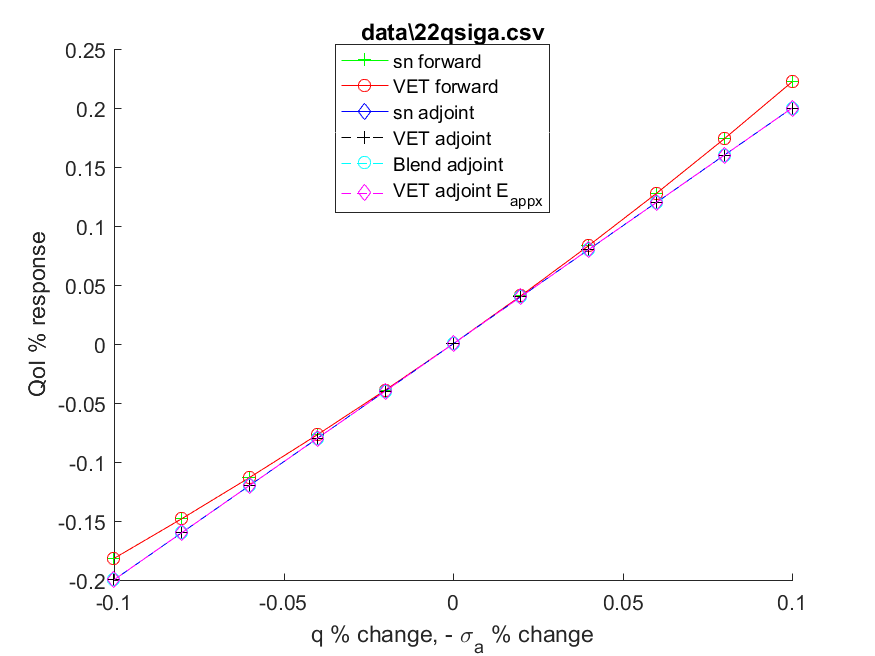 data\22qsiga.csv
sn forward
VET forward
sn adjoint
VET adjoint
Blend adjoint
VET adjoint E_appx
0.25
0.2
0.15
0.1
0.05
0
-0.05
-0.1
-0.15
-0.2
QoI % response
-0.1 -0.05 0 0.05 0.1
q % change, - σ_a % change